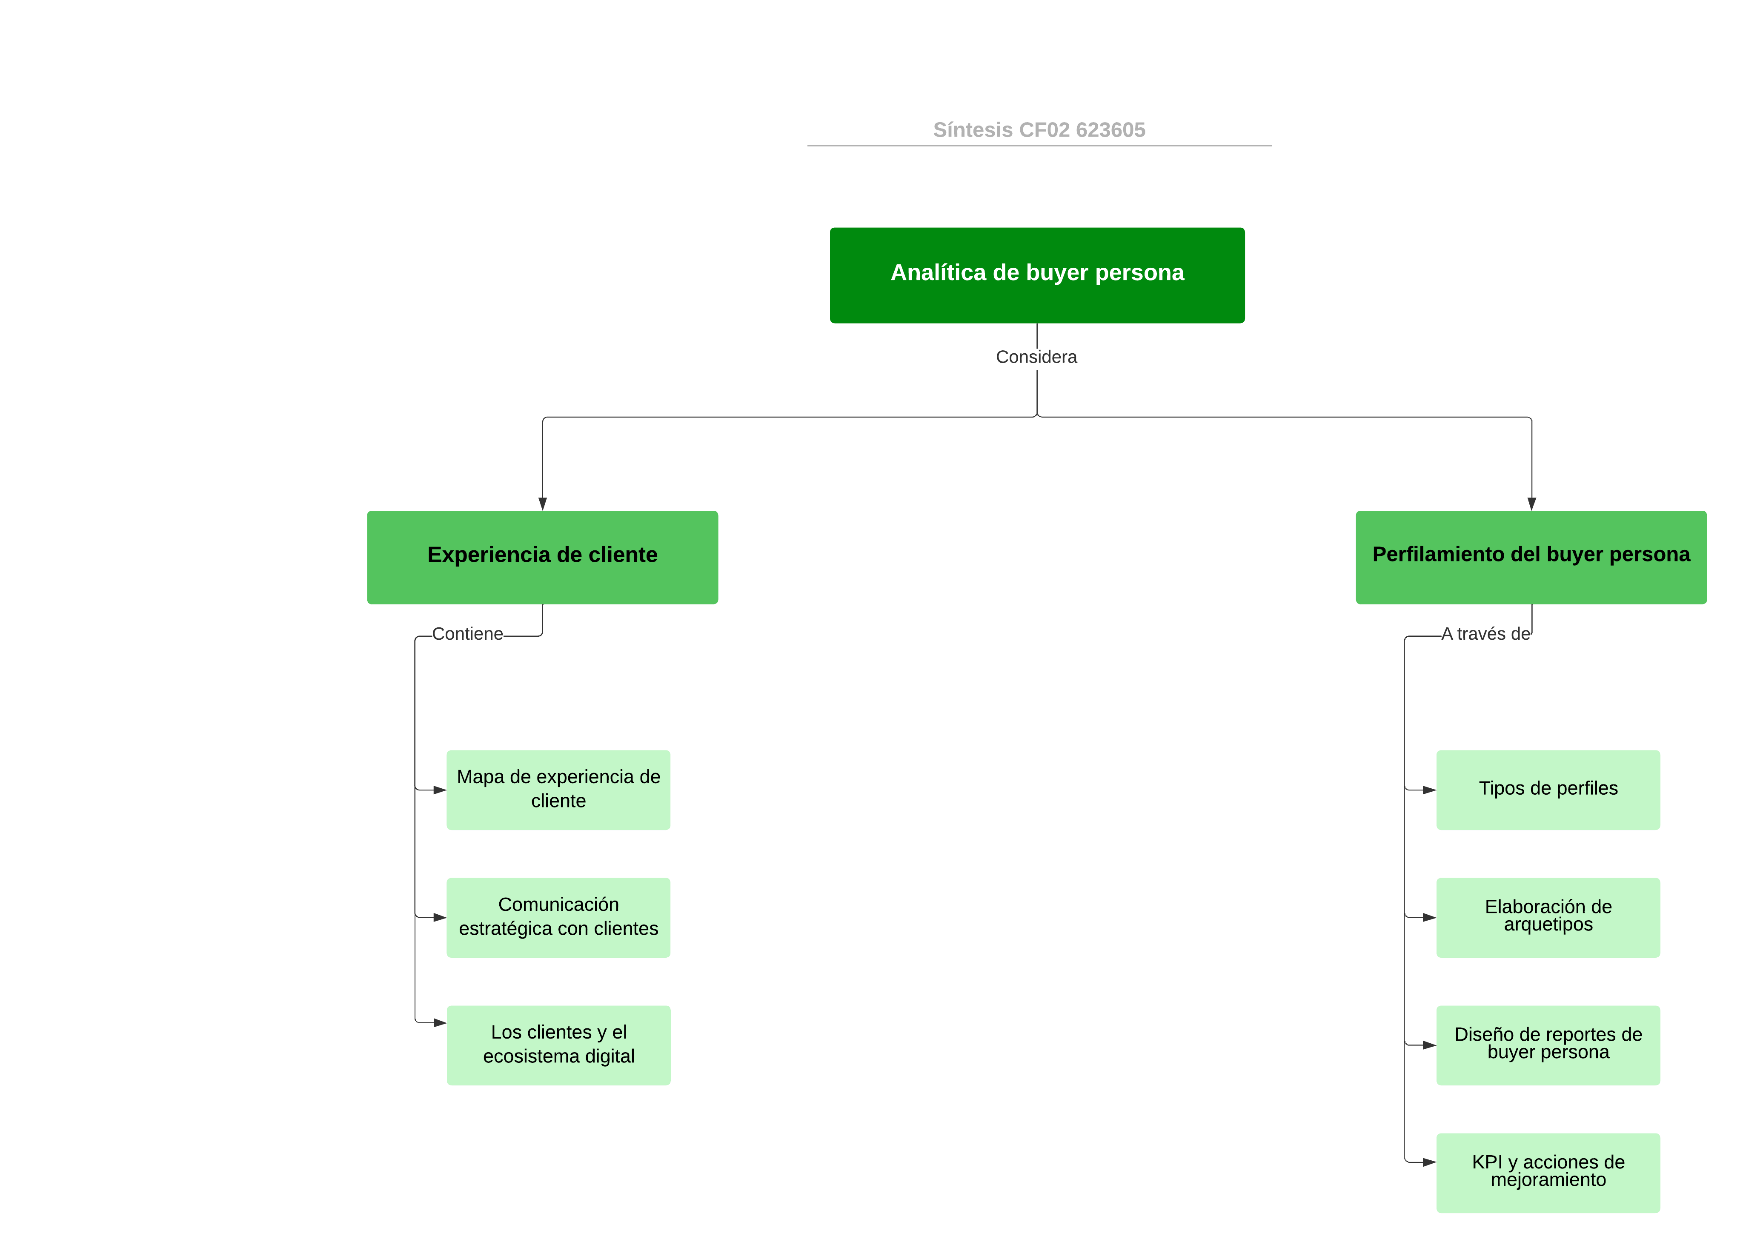 Síntesis CF02 623605
Analítica de buyer persona
Considera
Experiencia de cliente
Contiene
Mapa de experiencia de
cliente
Comunicación
estratégica con clientes
Los clientes y el
ecosistema digital
Perfilamiento del buyer persona
A través de
Tipos de perfiles
Elaboración de
arquetipos
Diseño de reportes de
buyer persona
KPI y acciones de
mejoramiento